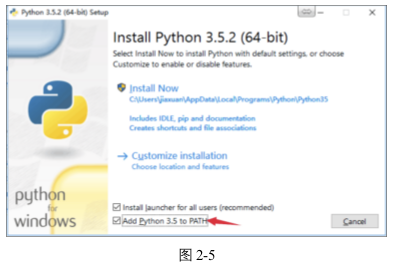 Python 3.5.2 (64-bit) Setup
Install Python 3.5.2 (64-bit)
Select Install Now to install Python with default settings, or choose
Customize to enable or disable features.
Install Now
C:\Users\jiaxuan\AppData\Local\Programs\Python\Python35
Includes IDLE, pip and documentation
Creates shortcuts and file associations
→ Customize installation
Choose location and features
python
for
windows
Install launcher for all users (recommended)
Add Python 3.5 to PATH
Cancel
图 2-5